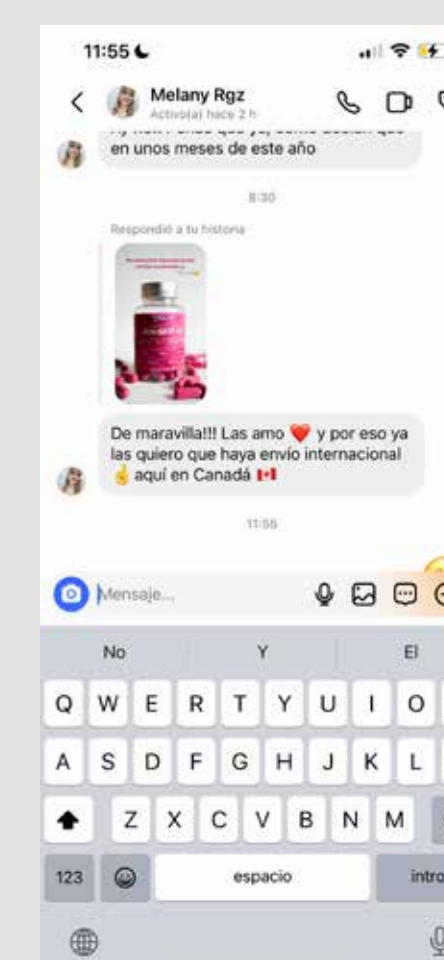 11:55
Melany Rgz
Activo(a) hace 2 h
en unos meses de este año
8:30
Respondió a tu historia
De maravilla!!! Las amo ❤️ y por eso ya
las quiero que haya envío internacional
🤞 aquí en Canadá 🇨🇦
11:55
Mensaje...
No Y El
Q W E R T Y U I O
A S D F G H J K L
Z X C V B N M
123 espacio intro